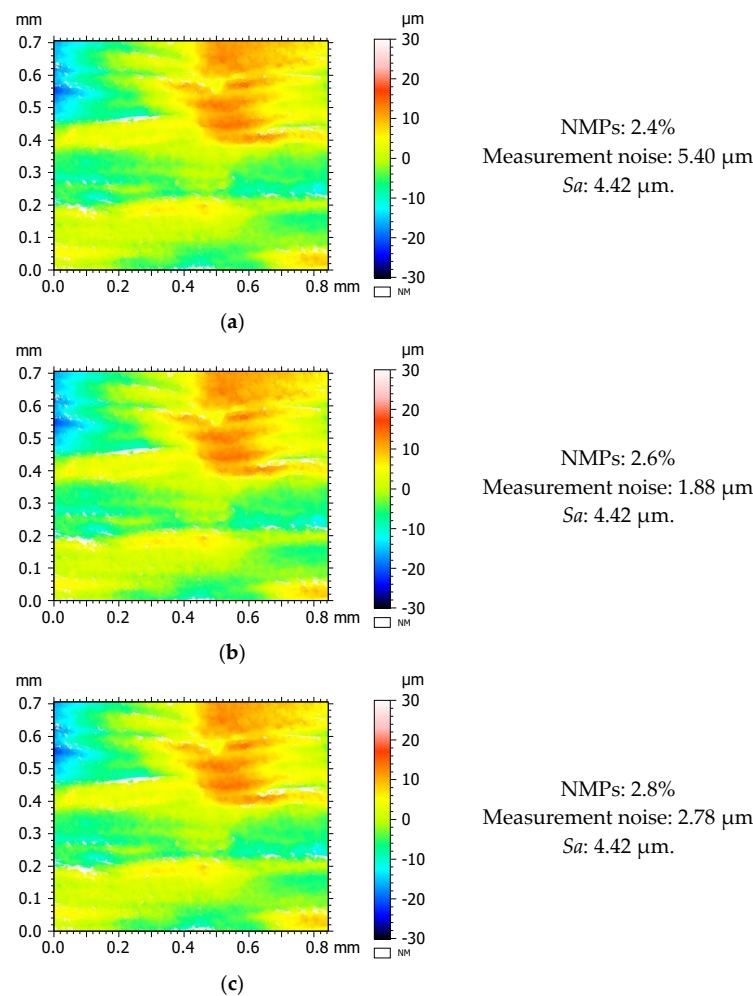 mm
µm
0.7
0.6
0.5
0.4
0.3
0.2
0.1
0.0
0.0 0.2 0.4 0.6 0.8 mm
30
20
10
0
-10
-20
-30
NM
NMPs: 2.4%
Measurement noise: 5.40 µm
Sa: 4.42 µm.
(a)
mm
µm
0.7
0.6
0.5
0.4
0.3
0.2
0.1
0.0
0.0 0.2 0.4 0.6 0.8 mm
30
20
10
0
-10
-20
-30
NM
NMPs: 2.6%
Measurement noise: 1.88 µm
Sa: 4.42 µm.
(b)
mm
µm
0.7
0.6
0.5
0.4
0.3
0.2
0.1
0.0
0.0 0.2 0.4 0.6 0.8 mm
30
20
10
0
-10
-20
-30
NM
NMPs: 2.8%
Measurement noise: 2.78 µm
Sa: 4.42 µm.
(c)